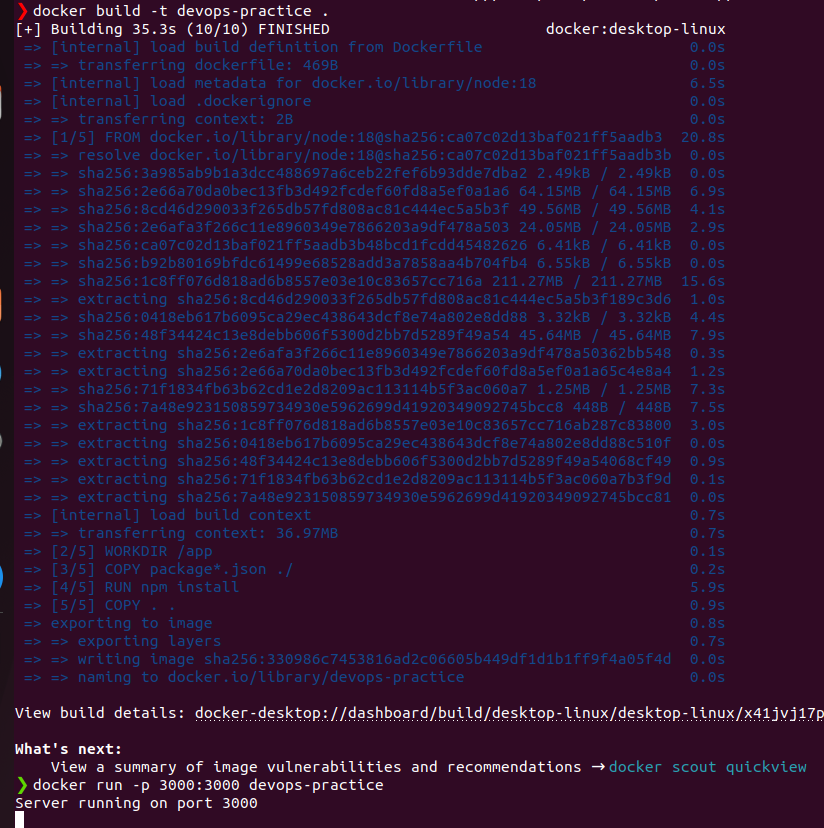 ❯ docker build -t devops-practice .
[+] Building 35.3s (10/10) FINISHED docker:desktop-linux
=> [internal] load build definition from Dockerfile 0.0s
=> => transferring dockerfile: 469B 0.0s
=> [internal] load metadata for docker.io/library/node:18 6.5s
=> [internal] load .dockerignore 0.0s
=> => transferring context: 2B 0.0s
=> [1/5] FROM docker.io/library/node:18@sha256:ca07c02d13baf021ff5aadb3 20.8s
=> => resolve docker.io/library/node:18@sha256:ca07c02d13baf021ff5aadb3b 0.0s
=> => sha256:3a985ab9b1a3dcc488697a6ceb22fef6b93dde7dba2 2.49kB / 2.49kB 0.0s
=> => sha256:2e66a70da0bec13fb3d492fcdef60fd8a5ef0a1a6 64.15MB / 64.15MB 6.9s
=> => sha256:8cd46d290033f265db57fd808ac81c444ec5a5b3f 49.56MB / 49.56MB 4.1s
=> => sha256:2e6afa3f266c11e8960349e7866203a9df478a503 24.05MB / 24.05MB 2.9s
=> => sha256:ca07c02d13baf021ff5aadb3b48bcd1fcdd45482626 6.41kB / 6.41kB 0.0s
=> => sha256:b92b80169bfdc61499e68528add3a7858aa4b704fb4 6.55kB / 6.55kB 0.0s
=> => sha256:1c8ff076d818ad6b8557e03e10c83657cc716a 211.27MB / 211.27MB 15.6s
=> => extracting sha256:8cd46d290033f265db57fd808ac81c444ec5a5b3f189c3d6 1.0s
=> => sha256:0418eb617b6095ca29ec438643dcf8e74a802e8dd88 3.32kB / 3.32kB 4.4s
=> => sha256:48f34424c13e8debb606f5300d2bb7d5289f49a54 45.64MB / 45.64MB 7.9s
=> => extracting sha256:2e6afa3f266c11e8960349e7866203a9df478a50362bb548 0.3s
=> => extracting sha256:2e66a70da0bec13fb3d492fcdef60fd8a5ef0a1a65c4e8a4 1.2s
=> => sha256:71f1834fb63b62cd1e2d8209ac113114b5f3ac060a7 1.25MB / 1.25MB 7.3s
=> => sha256:7a48e923150859734930e5962699d41920349092745bcc8 448B / 448B 7.5s
=> => extracting sha256:1c8ff076d818ad6b8557e03e10c83657cc716ab287c83800 3.0s
=> => extracting sha256:0418eb617b6095ca29ec438643dcf8e74a802e8dd88c510f 0.0s
=> => extracting sha256:48f34424c13e8debb606f5300d2bb7d5289f49a54068cf49 0.9s
=> => extracting sha256:71f1834fb63b62cd1e2d8209ac113114b5f3ac060a7b3f9d 0.1s
=> => extracting sha256:7a48e923150859734930e5962699d41920349092745bcc81 0.0s
=> [internal] load build context 0.7s
=> => transferring context: 36.97MB 0.7s
=> [2/5] WORKDIR /app 0.1s
=> [3/5] COPY package*.json ./ 0.2s
=> [4/5] RUN npm install 5.9s
=> [5/5] COPY . . 0.9s
=> exporting to image 0.8s
=> => exporting layers 0.7s
=> => writing image sha256:330986c7453816ad2c06605b449df1d1b1ff9f4a05f4d 0.0s
=> => naming to docker.io/library/devops-practice 0.0s
View build details: docker-desktop://dashboard/build/desktop-linux/desktop-linux/x41jvj17p
What's next:
View a summary of image vulnerabilities and recommendations → docker scout quickview
❯ docker run -p 3000:3000 devops-practice
Server running on port 3000